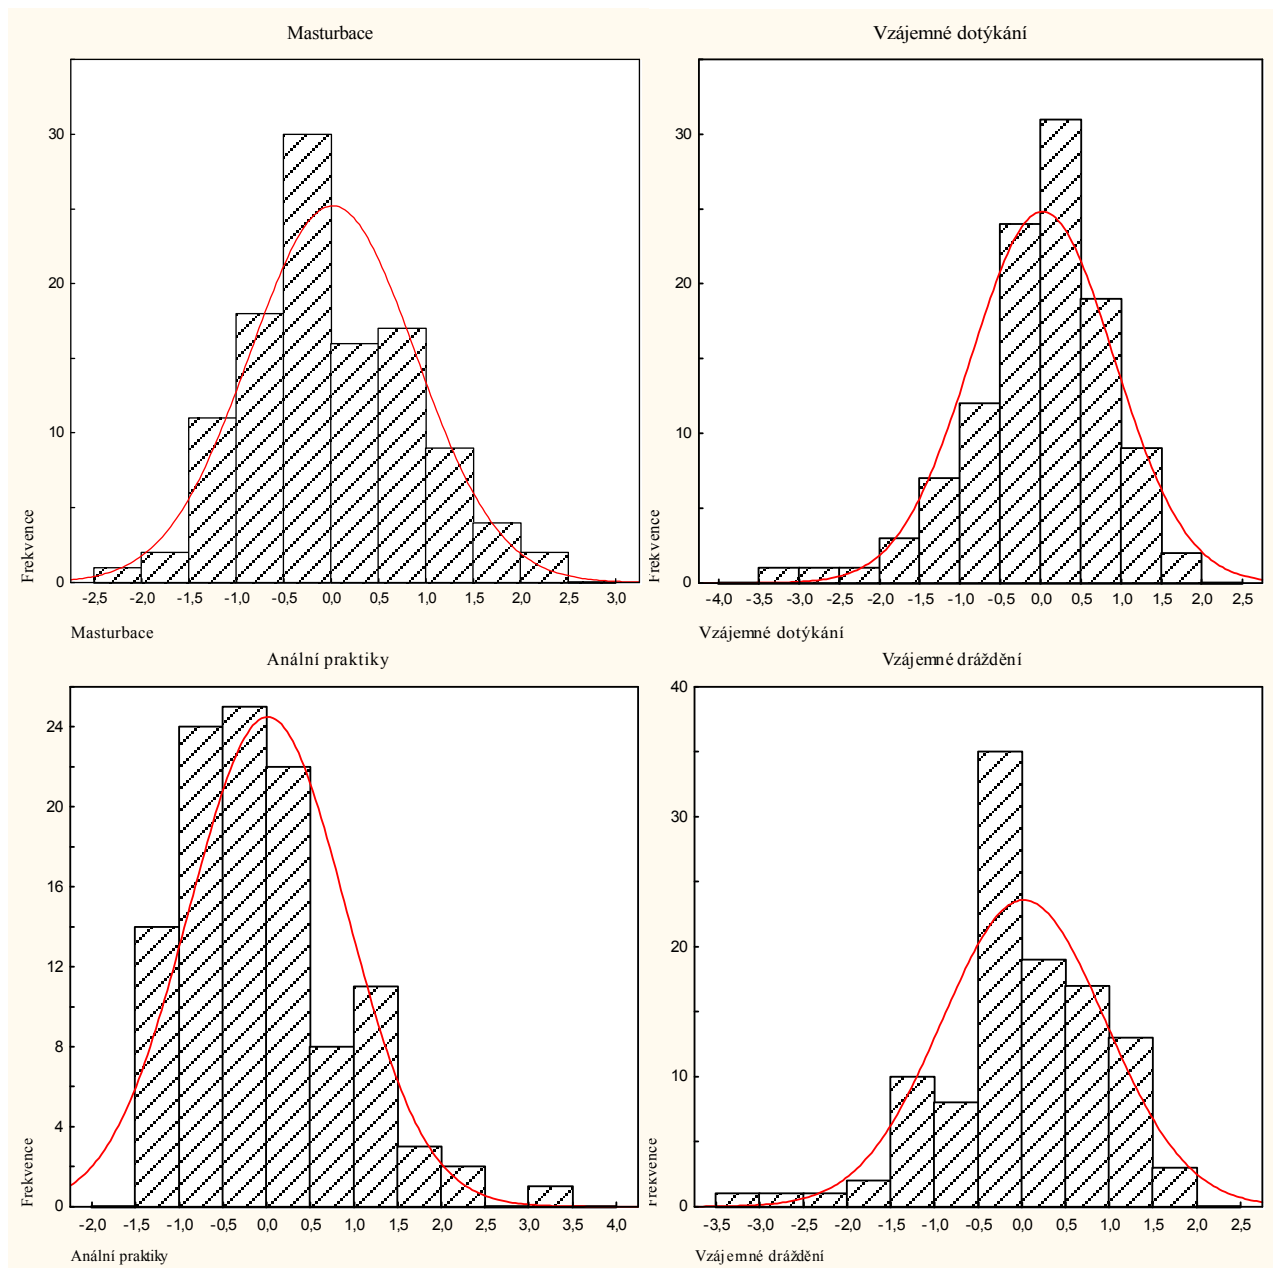 Masturbace
30
20
10
0
Frekvence
-2,5 -2,0 -1,5 -1,0 -0,5 0,0 0,5 1,0 1,5 2,0 2,5 3,0
Masturbace
Vzájemné dotýkání
30
20
10
0
Frekvence
-4,0 -3,5 -3,0 -2,5 -2,0 -1,5 -1,0 -0,5 0,0 0,5 1,0 1,5 2,0 2,5
Vzájemné dotýkání
Anální praktiky
24
20
16
12
8
4
0
Frekvence
-2,0 -1,5 -1,0 -0,5 0,0 0,5 1,0 1,5 2,0 2,5 3,0 3,5 4,0
Anální praktiky
Vzájemné dráždění
40
30
20
10
0
Frekvence
-3,5 -3,0 -2,5 -2,0 -1,5 -1,0 -0,5 0,0 0,5 1,0 1,5 2,0 2,5
Vzájemné dráždění